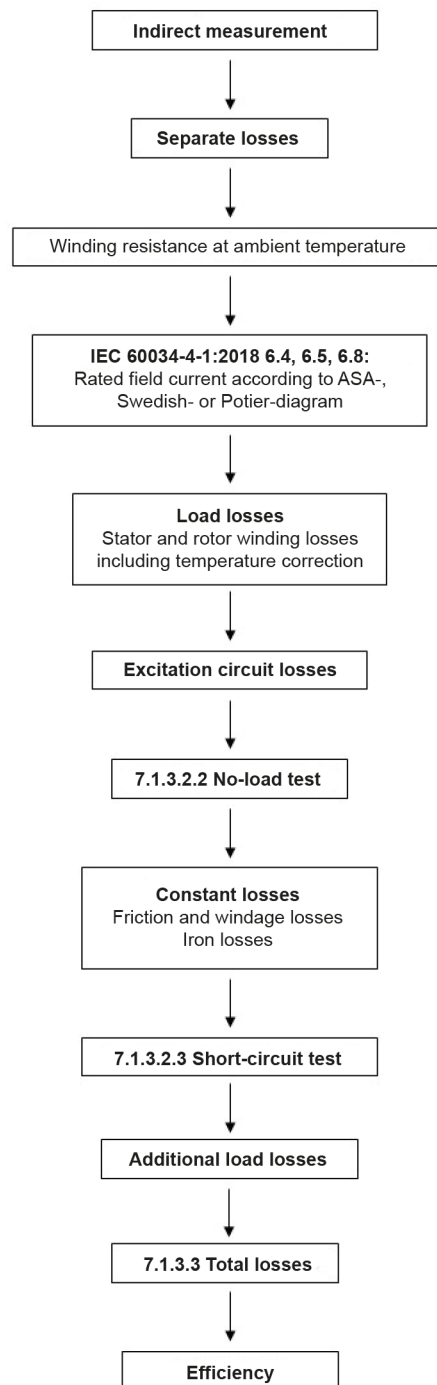 Indirect measurement
Separate losses
Winding resistance at ambient temperature
IEC 60034-4-1:2018 6.4, 6.5, 6.8:
Rated field current according to ASA-,
Swedish- or Potier-diagram
Load losses
Stator and rotor winding losses
including temperature correction
Excitation circuit losses
7.1.3.2.2 No-load test
Constant losses
Friction and windage losses
Iron losses
7.1.3.2.3 Short-circuit test
Additional load losses
7.1.3.3 Total losses
Efficiency